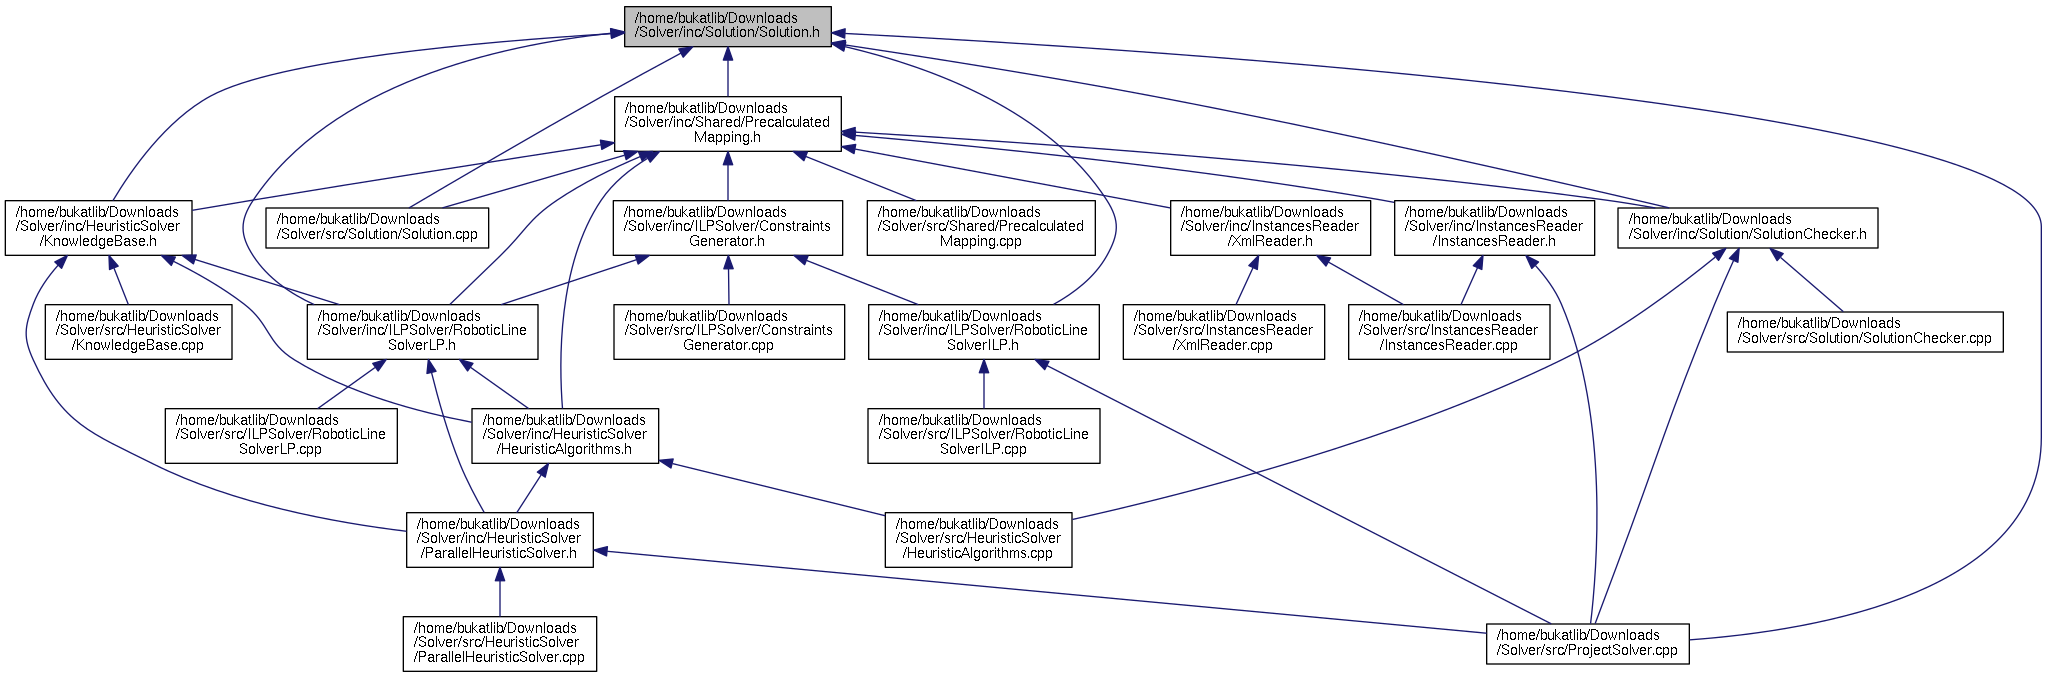 /home/bukatlib/Downloads
/Solver/inc/Solution/Solution.h
/home/bukatlib/Downloads
/Solver/inc/Shared/Precalculated
Mapping.h
/home/bukatlib/Downloads
/Solver/inc/HeuristicSolver
/KnowledgeBase.h
/home/bukatlib/Downloads
/Solver/src/Solution/Solution.cpp
/home/bukatlib/Downloads
/Solver/inc/ILPSolver/Constraints
Generator.h
/home/bukatlib/Downloads
/Solver/src/Shared/Precalculated
Mapping.cpp
/home/bukatlib/Downloads
/Solver/inc/InstancesReader
/XmlReader.h
/home/bukatlib/Downloads
/Solver/inc/InstancesReader
/InstancesReader.h
/home/bukatlib/Downloads
/Solver/inc/Solution/SolutionChecker.h
/home/bukatlib/Downloads
/Solver/src/HeuristicSolver
/KnowledgeBase.cpp
/home/bukatlib/Downloads
/Solver/inc/ILPSolver/RoboticLine
SolverLP.h
/home/bukatlib/Downloads
/Solver/src/ILPSolver/Constraints
Generator.cpp
/home/bukatlib/Downloads
/Solver/inc/ILPSolver/RoboticLine
SolverILP.h
/home/bukatlib/Downloads
/Solver/src/InstancesReader
/XmlReader.cpp
/home/bukatlib/Downloads
/Solver/src/InstancesReader
/InstancesReader.cpp
/home/bukatlib/Downloads
/Solver/src/Solution/SolutionChecker.cpp
/home/bukatlib/Downloads
/Solver/src/ILPSolver/RoboticLine
SolverLP.cpp
/home/bukatlib/Downloads
/Solver/inc/HeuristicSolver
/HeuristicAlgorithms.h
/home/bukatlib/Downloads
/Solver/src/ILPSolver/RoboticLine
SolverILP.cpp
/home/bukatlib/Downloads
/Solver/inc/HeuristicSolver
/ParallelHeuristicSolver.h
/home/bukatlib/Downloads
/Solver/src/HeuristicSolver
/HeuristicAlgorithms.cpp
/home/bukatlib/Downloads
/Solver/src/HeuristicSolver
/ParallelHeuristicSolver.cpp
/home/bukatlib/Downloads
/Solver/src/ProjectSolver.cpp